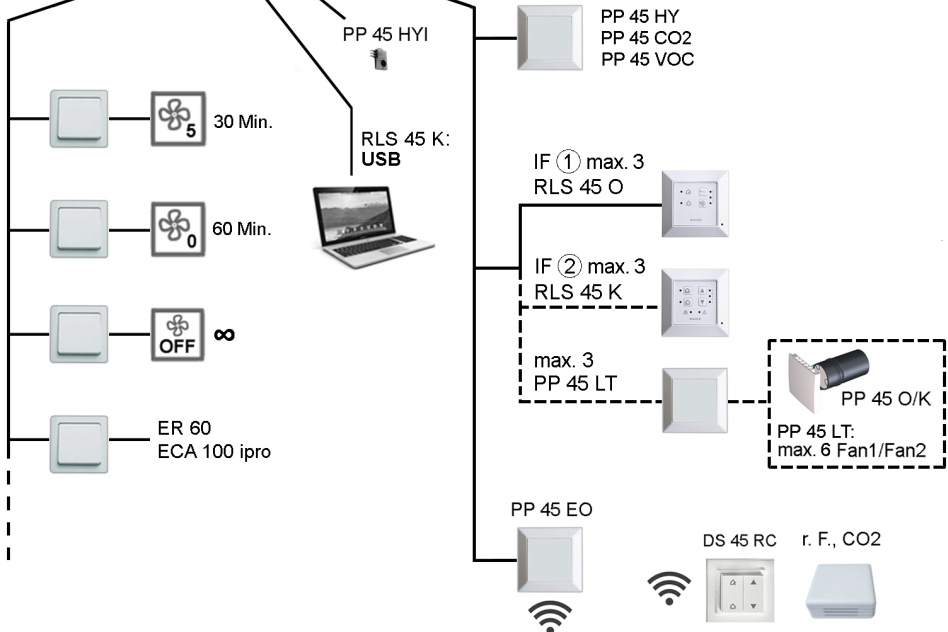 PP 45 HYI
PP 45 HY
PP 45 CO2
PP 45 VOC
5
30 Min.
RLS 45 K:
USB
0
60 Min.
OFF
∞
ER 60
ECA 100 ipro
IF ① max. 3
RLS 45 O
IF ② max. 3
RLS 45 K
max. 3
PP 45 LT
PP 45 O/K
PP 45 LT:
max. 6 Fan1/Fan2
PP 45 EO
DS 45 RC
r. F., CO2